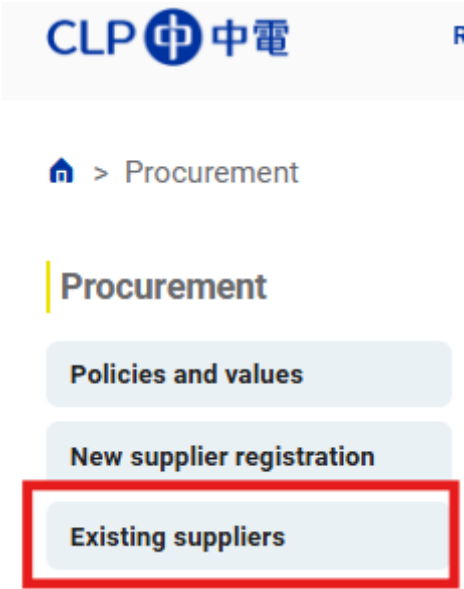 CLP中電 R
> Procurement
Procurement
Policies and values
New supplier registration
Existing suppliers